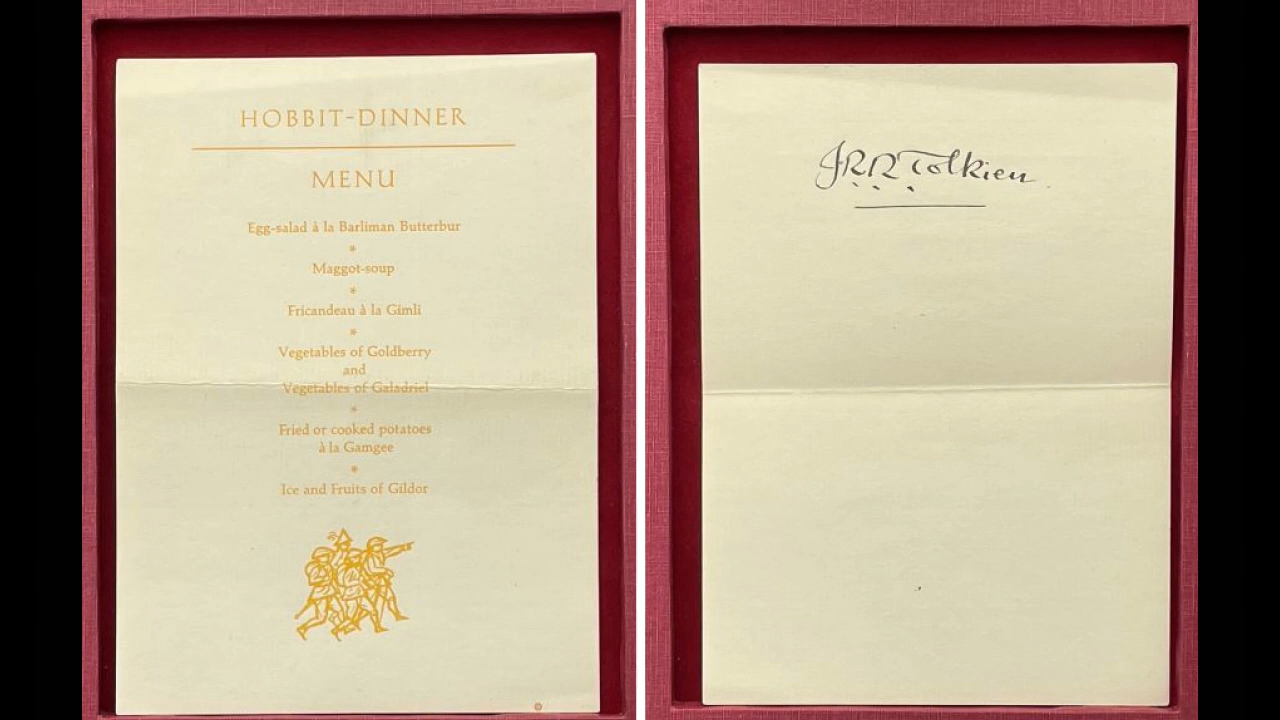 HOBBIT-DINNER
MENU
Egg-salad à la Barliman Butterbur
*
Maggot-soup
*
Fricandeau à la Gimli
*
Vegetables of Goldberry
and
Vegetables of Galadriel
*
Fried or cooked potatoes
à la Gamgee
*
Ice and Fruits of Gildor
JRR Tolkien